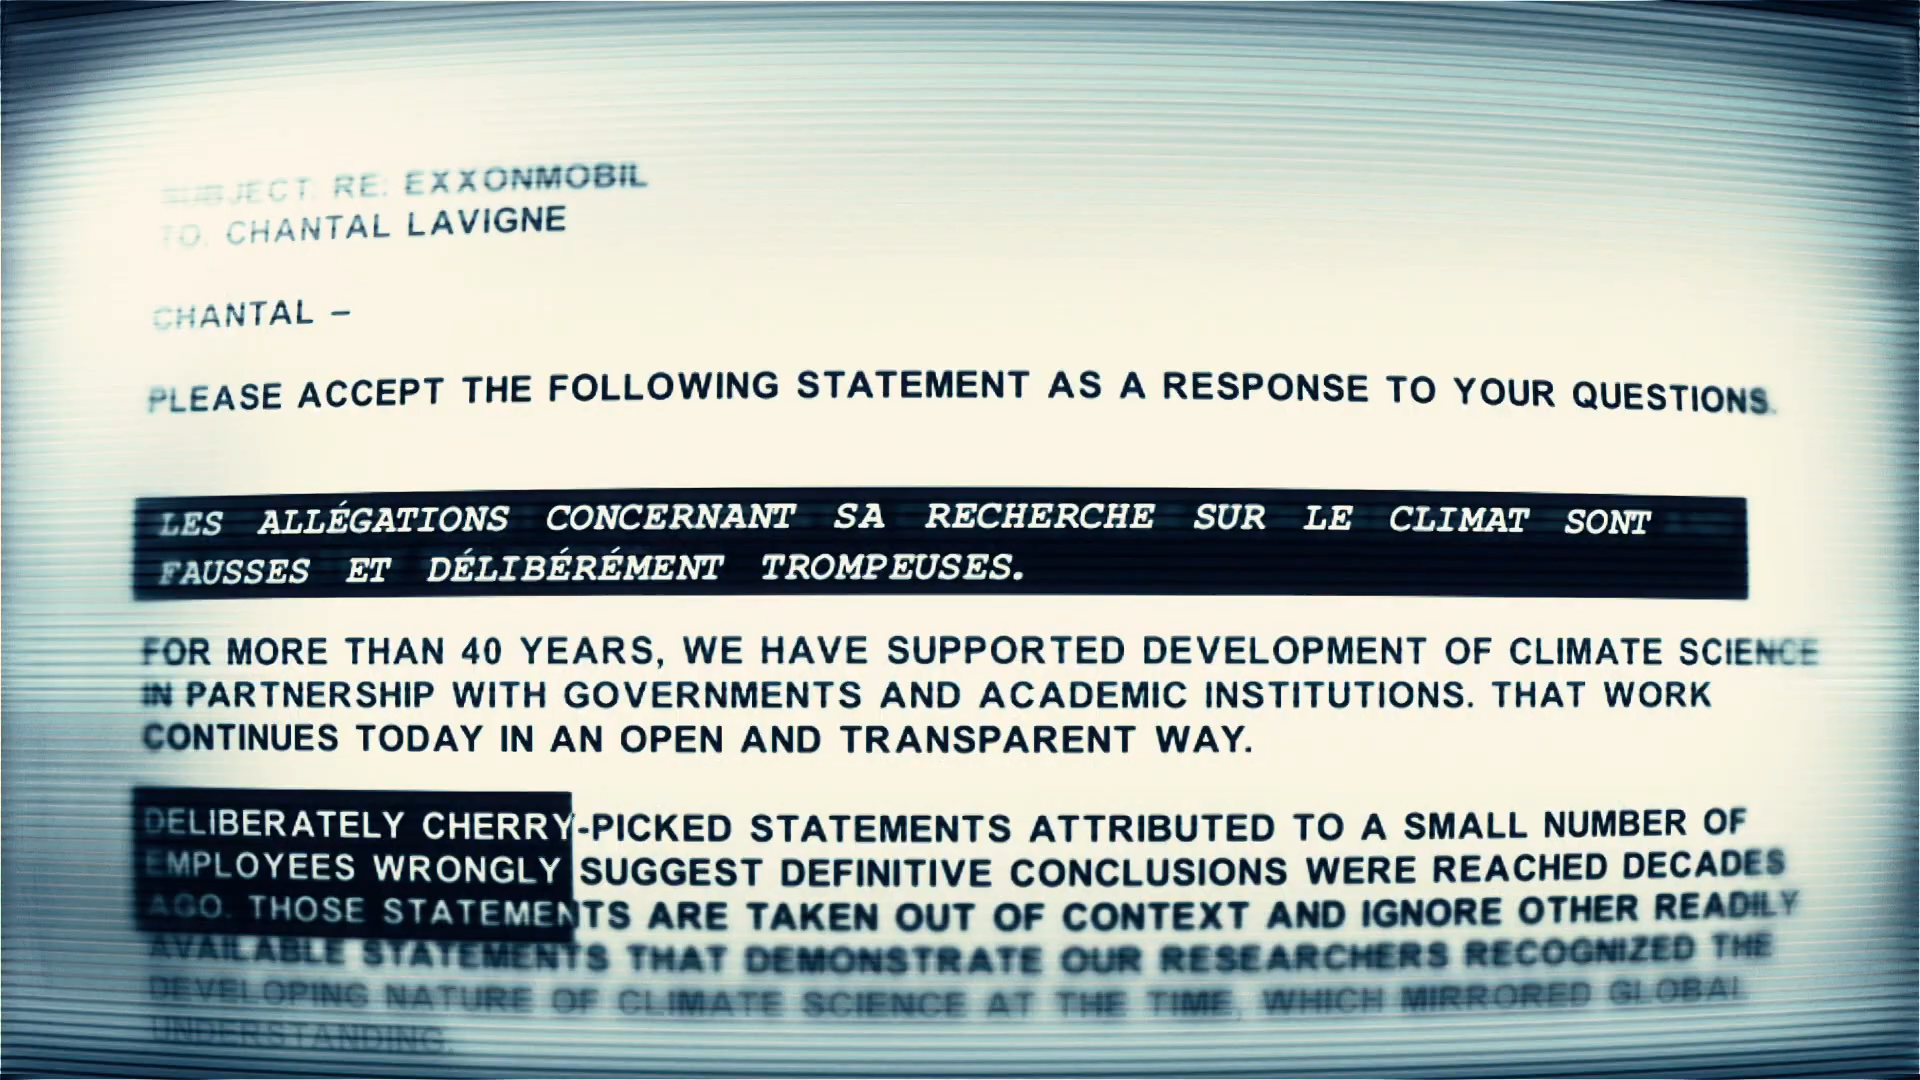 SUBJECT: RE: EXXONMOBIL
TO: CHANTAL LAVIGNE
CHANTAL –
PLEASE ACCEPT THE FOLLOWING STATEMENT AS A RESPONSE TO YOUR QUESTIONS.
LES ALLÉGATIONS CONCERNANT SA RECHERCHE SUR LE CLIMAT SONT
FAUSSES ET DÉLIBÉRÉMENT TROMPEUSES.
FOR MORE THAN 40 YEARS, WE HAVE SUPPORTED DEVELOPMENT OF CLIMATE SCIENCE
IN PARTNERSHIP WITH GOVERNMENTS AND ACADEMIC INSTITUTIONS. THAT WORK
CONTINUES TODAY IN AN OPEN AND TRANSPARENT WAY.
DELIBERATELY CHERRY-PICKED STATEMENTS ATTRIBUTED TO A SMALL NUMBER OF
EMPLOYEES WRONGLY SUGGEST DEFINITIVE CONCLUSIONS WERE REACHED DECADES
AGO. THOSE STATEMENTS ARE TAKEN OUT OF CONTEXT AND IGNORE OTHER READILY
AVAILABLE STATEMENTS THAT DEMONSTRATE OUR RESEARCHERS RECOGNIZED THE
DEVELOPING NATURE OF CLIMATE SCIENCE AT THE TIME, WHICH MIRRORED GLOBAL
UNDERSTANDING.